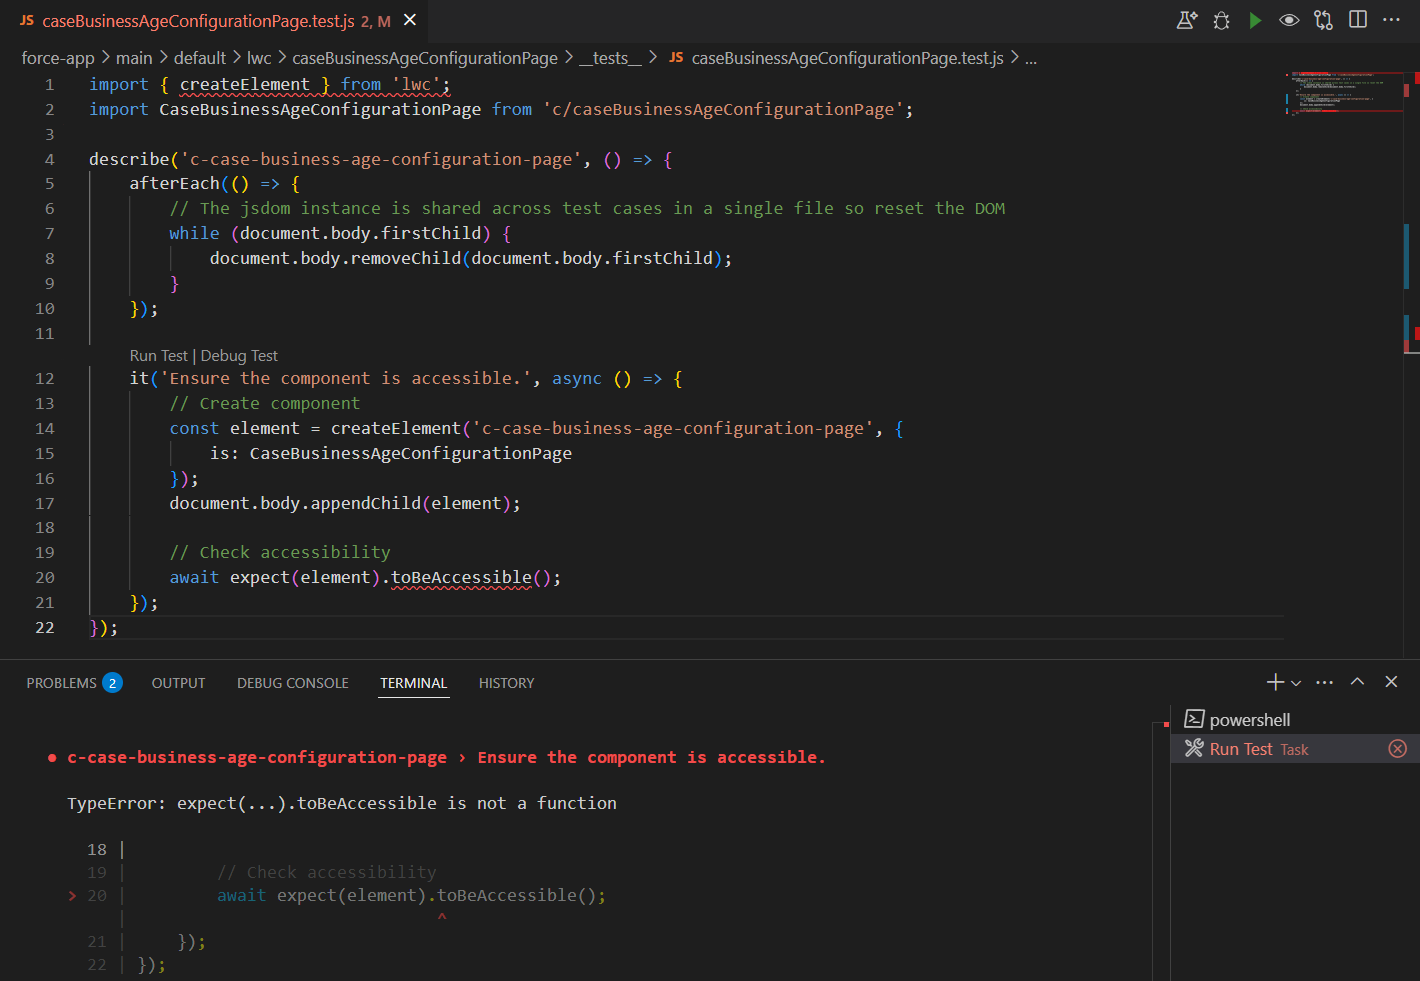 JS caseBusinessAgeConfigurationPage.test.js 2, M
force-app > main > default > lwc > caseBusinessAgeConfigurationPage > __tests__ > JS caseBusinessAgeConfigurationPage.test.js > ...
1 import { createElement } from 'lwc';
2 import CaseBusinessAgeConfigurationPage from 'c/caseBusinessAgeConfigurationPage';
3
4 describe('c-case-business-age-configuration-page', () => {
5 afterEach(() => {
6 // The jsdom instance is shared across test cases in a single file so reset the DOM
7 while (document.body.firstChild) {
8 document.body.removeChild(document.body.firstChild);
9 }
10 });
11
Run Test | Debug Test
12 it('Ensure the component is accessible.', async () => {
13 // Create component
14 const element = createElement('c-case-business-age-configuration-page', {
15 is: CaseBusinessAgeConfigurationPage
16 });
17 document.body.appendChild(element);
18
19 // Check accessibility
20 await expect(element).toBeAccessible();
21 });
22 });
PROBLEMS 2 OUTPUT DEBUG CONSOLE TERMINAL HISTORY
powershell
Run Test Task
● c-case-business-age-configuration-page › Ensure the component is accessible.
TypeError: expect(...).toBeAccessible is not a function
18 |
19 | // Check accessibility
> 20 | await expect(element).toBeAccessible();
| ^
21 | });
22 | });